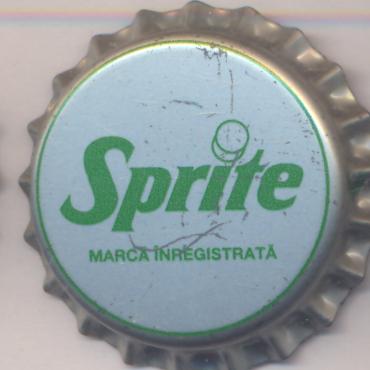 Sprite
MARCA ÎNREGISTRATĂ